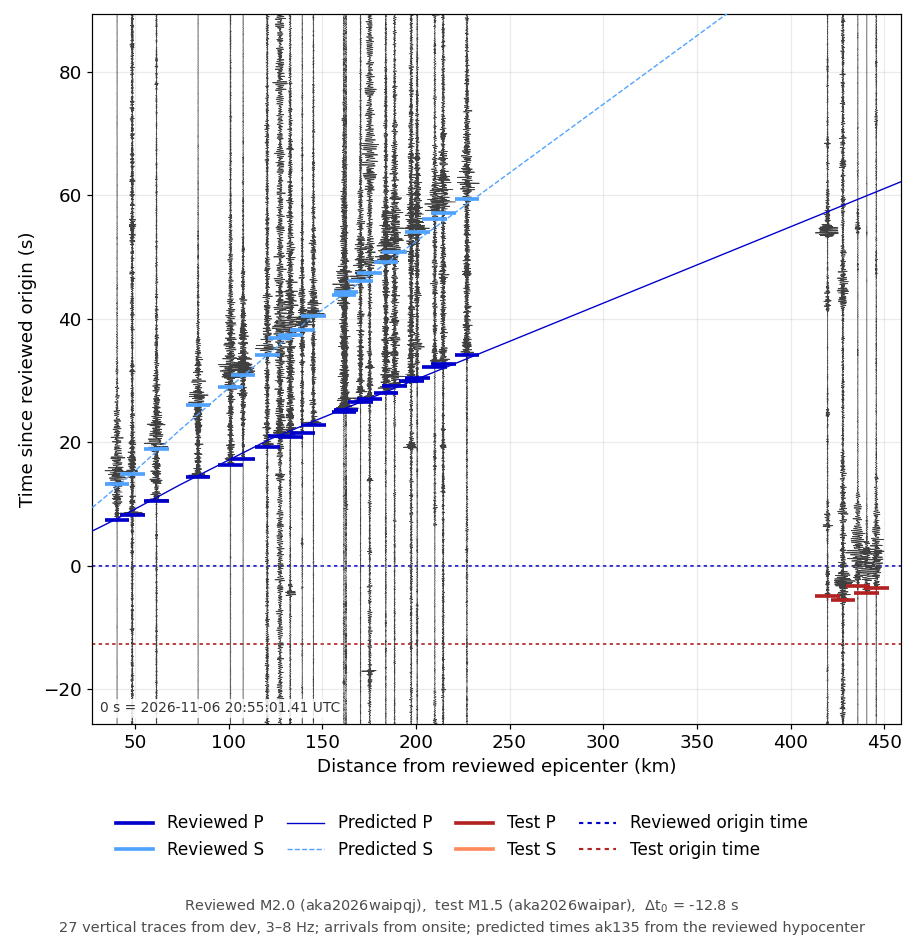 80
60
40
20
0
−20
Time since reviewed origin (s)
0 s = 2026-11-06 20:55:01.41 UTC
50 100 150 200 250 300 350 400 450
Distance from reviewed epicenter (km)
Reviewed P Predicted P Test P Reviewed origin time
Reviewed S Predicted S Test S Test origin time
Reviewed M2.0 (aka2026waipqj), test M1.5 (aka2026waipar), Δt₀ = -12.8 s
27 vertical traces from dev, 3–8 Hz; arrivals from onsite; predicted times ak135 from the reviewed hypocenter